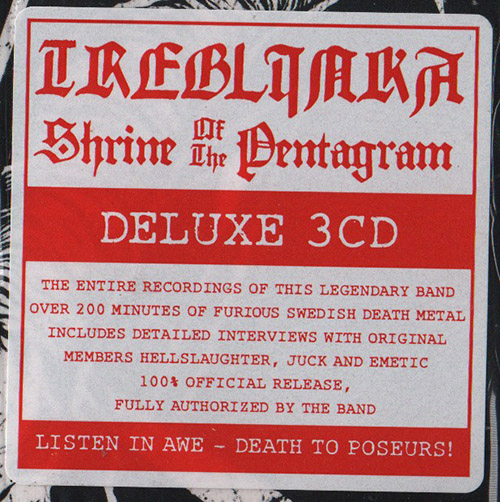 TREBLINKA
Shrine Of The Pentagram
DELUXE 3CD
THE ENTIRE RECORDINGS OF THIS LEGENDARY BAND
OVER 200 MINUTES OF FURIOUS SWEDISH DEATH METAL
INCLUDES DETAILED INTERVIEWS WITH ORIGINAL
MEMBERS HELLSLAUGHTER, JUCK AND EMETIC
100% OFFICIAL RELEASE,
FULLY AUTHORIZED BY THE BAND
LISTEN IN AWE – DEATH TO POSEURS!